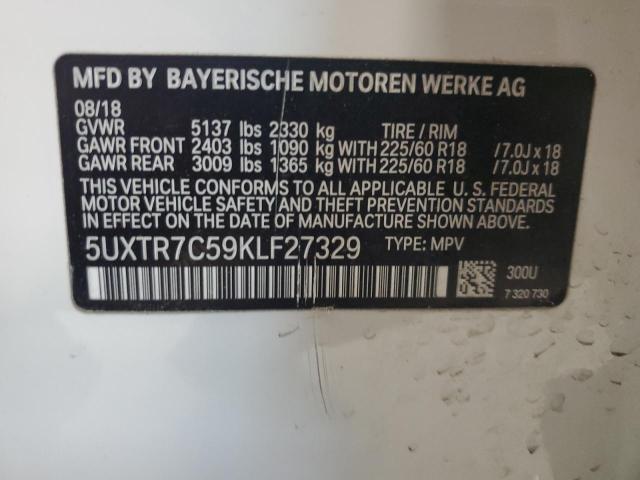 MFD BY BAYERISCHE MOTOREN WERKE AG
08/18
GVWR 5137 lbs 2330 kg TIRE / RIM
GAWR FRONT 2403 lbs 1090 kg WITH 225/60 R18 /7.0J x 18
GAWR REAR 3009 lbs 1365 kg WITH 225/60 R18 /7.0J x 18
THIS VEHICLE CONFORMS TO ALL APPLICABLE U. S. FEDERAL
MOTOR VEHICLE SAFETY AND THEFT PREVENTION STANDARDS
IN EFFECT ON THE DATE OF MANUFACTURE SHOWN ABOVE.
5UXTR7C59KLF27329 TYPE: MPV
300U
7 320 730